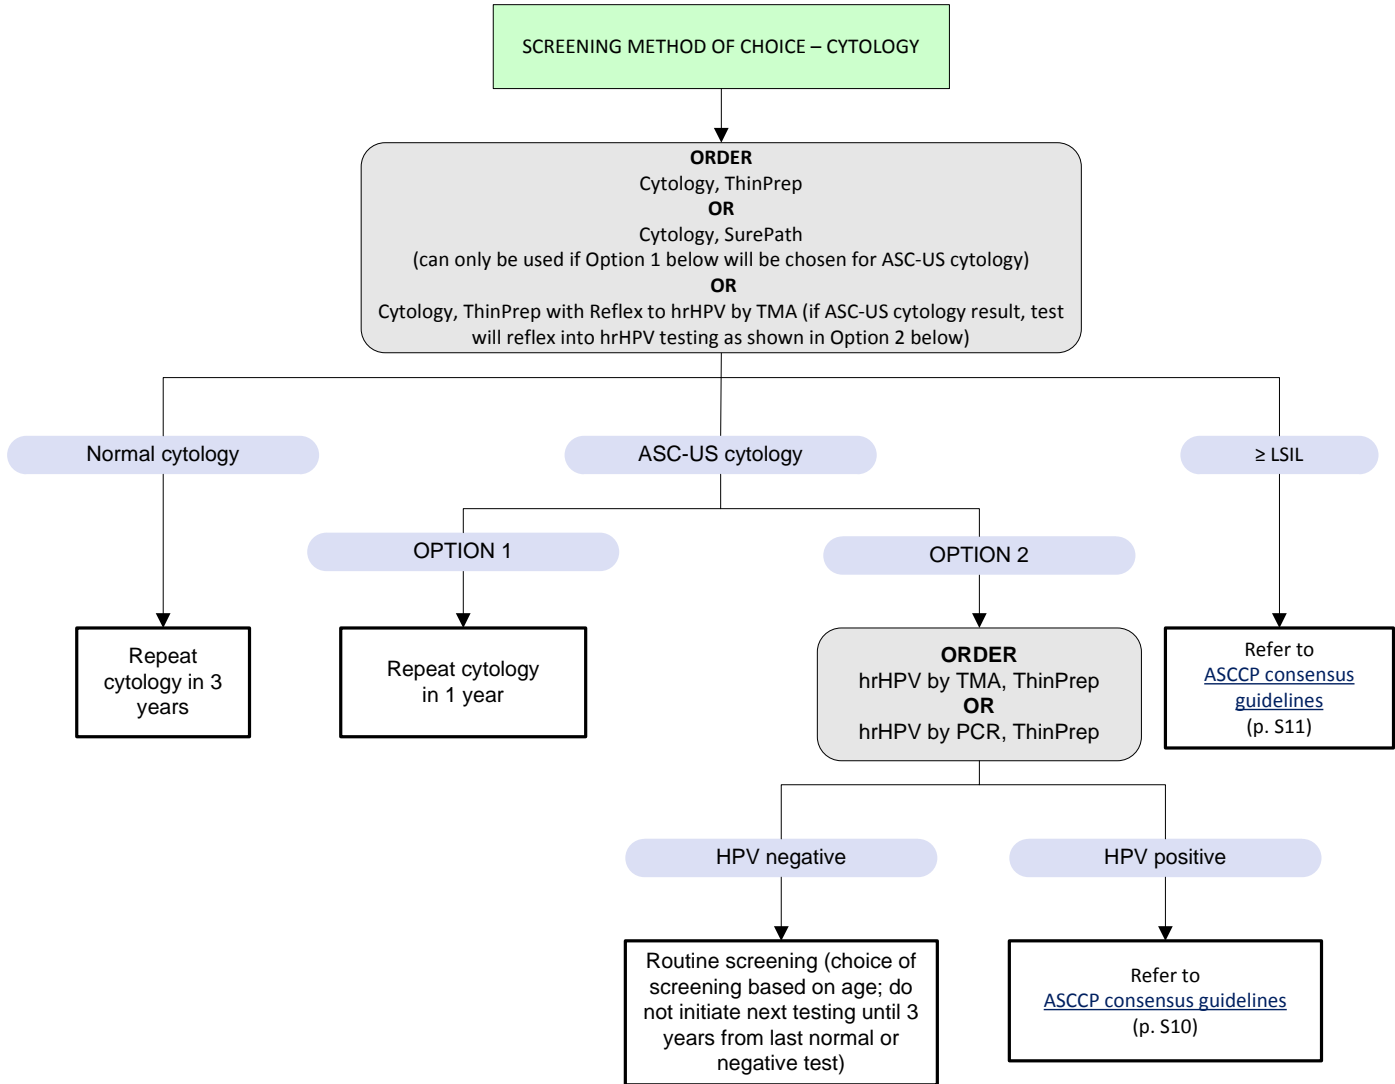 SCREENING METHOD OF CHOICE – CYTOLOGY
ORDER
Cytology, ThinPrep
OR
Cytology, SurePath
(can only be used if Option 1 below will be chosen for ASC-US cytology)
OR
Cytology, ThinPrep with Reflex to hrHPV by TMA (if ASC-US cytology result, test
will reflex into hrHPV testing as shown in Option 2 below)
Normal cytology
ASC-US cytology
≥ LSIL
OPTION 1
OPTION 2
Repeat
cytology in 3
years
Repeat cytology
in 1 year
ORDER
hrHPV by TMA, ThinPrep
OR
hrHPV by PCR, ThinPrep
Refer to
ASCCP consensus
guidelines
(p. S11)
HPV negative
HPV positive
Routine screening (choice of
screening based on age; do
not initiate next testing until 3
years from last normal or
negative test)
Refer to
ASCCP consensus guidelines
(p. S10)